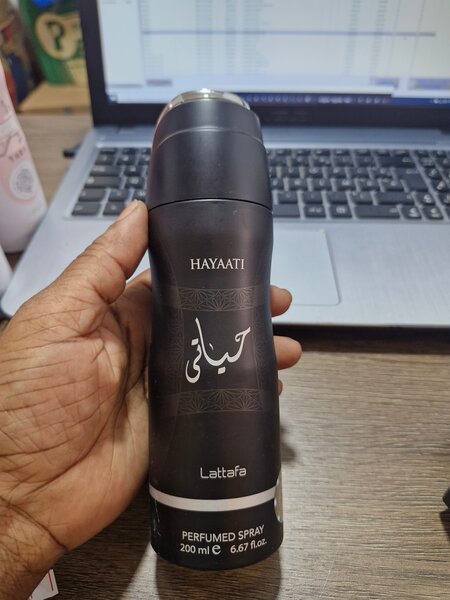 HAYAATI
حياتي
Lattafa
PERFUMED SPRAY
200 ml e 6.67 fl.oz.